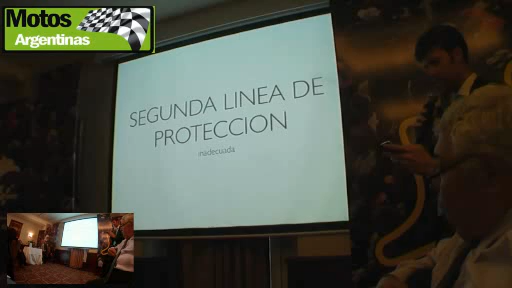 Motos
Argentinas
SEGUNDA LINEA DE
PROTECCION
inadecuada